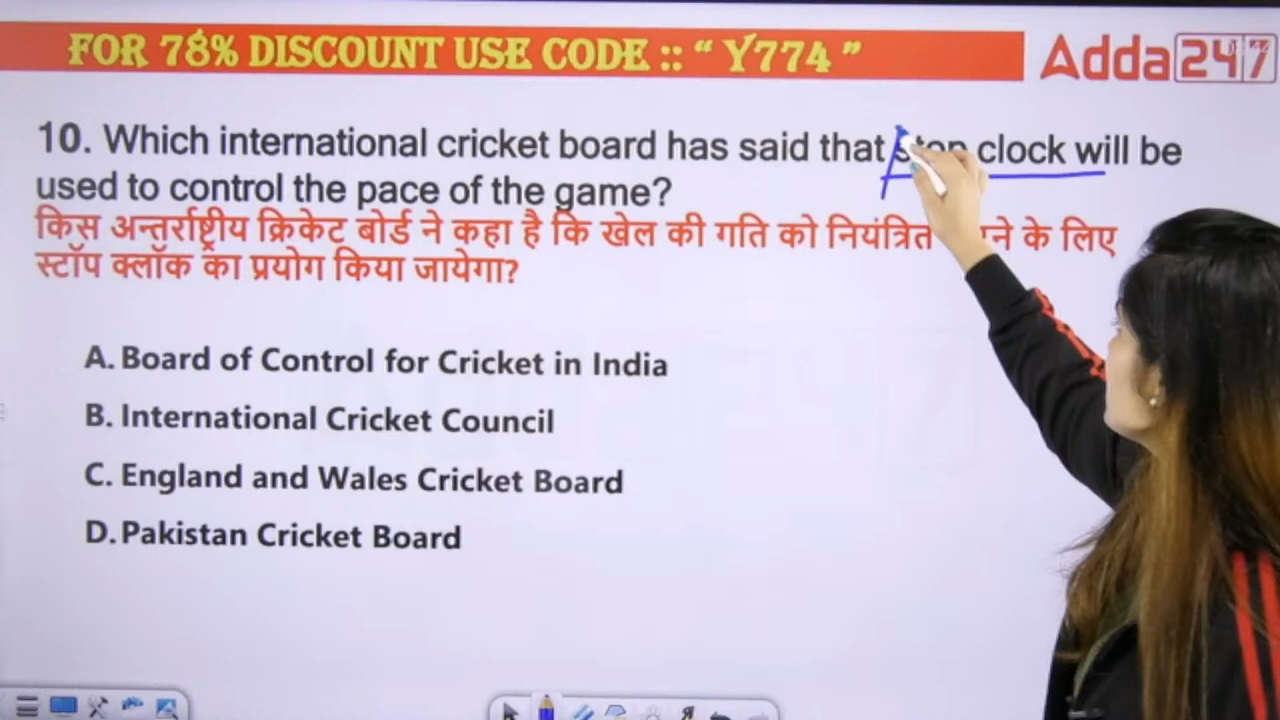 FOR 78% DISCOUNT USE CODE :: “ Y774 ”
Adda 247
10. Which international cricket board has said that stop clock will be
used to control the pace of the game?
किस अन्तर्राष्ट्रीय क्रिकेट बोर्ड ने कहा है कि खेल की गति को नियंत्रित के लिए
स्टॉप क्लॉक का प्रयोग किया जायेगा?
A. Board of Control for Cricket in India
B. International Cricket Council
C. England and Wales Cricket Board
D. Pakistan Cricket Board